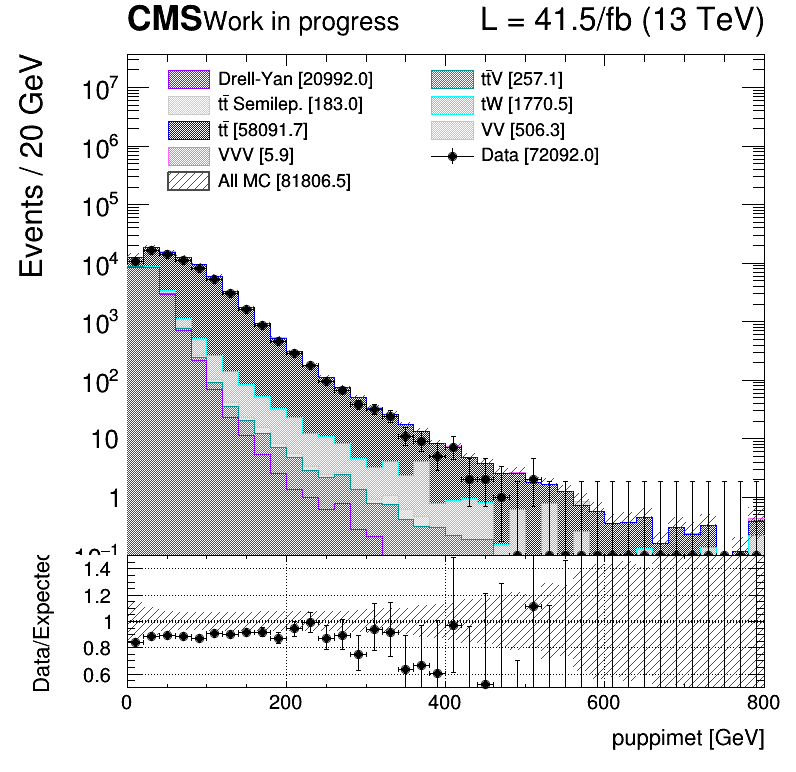 CMS Work in progress L = 41.5/fb (13 TeV)
Events / 20 GeV
Drell-Yan [20992.0] tt̄V [257.1]
tt̄ Semilep. [183.0] tW [1770.5]
tt̄ [58091.7] VV [506.3]
VVV [5.9] Data [72092.0]
All MC [81806.5]
10⁷
10⁶
10⁵
10⁴
10³
10²
10
1
10⁻¹
Data/Expected
1.4
1.2
1
0.8
0.6
0 200 400 600 800
puppimet [GeV]